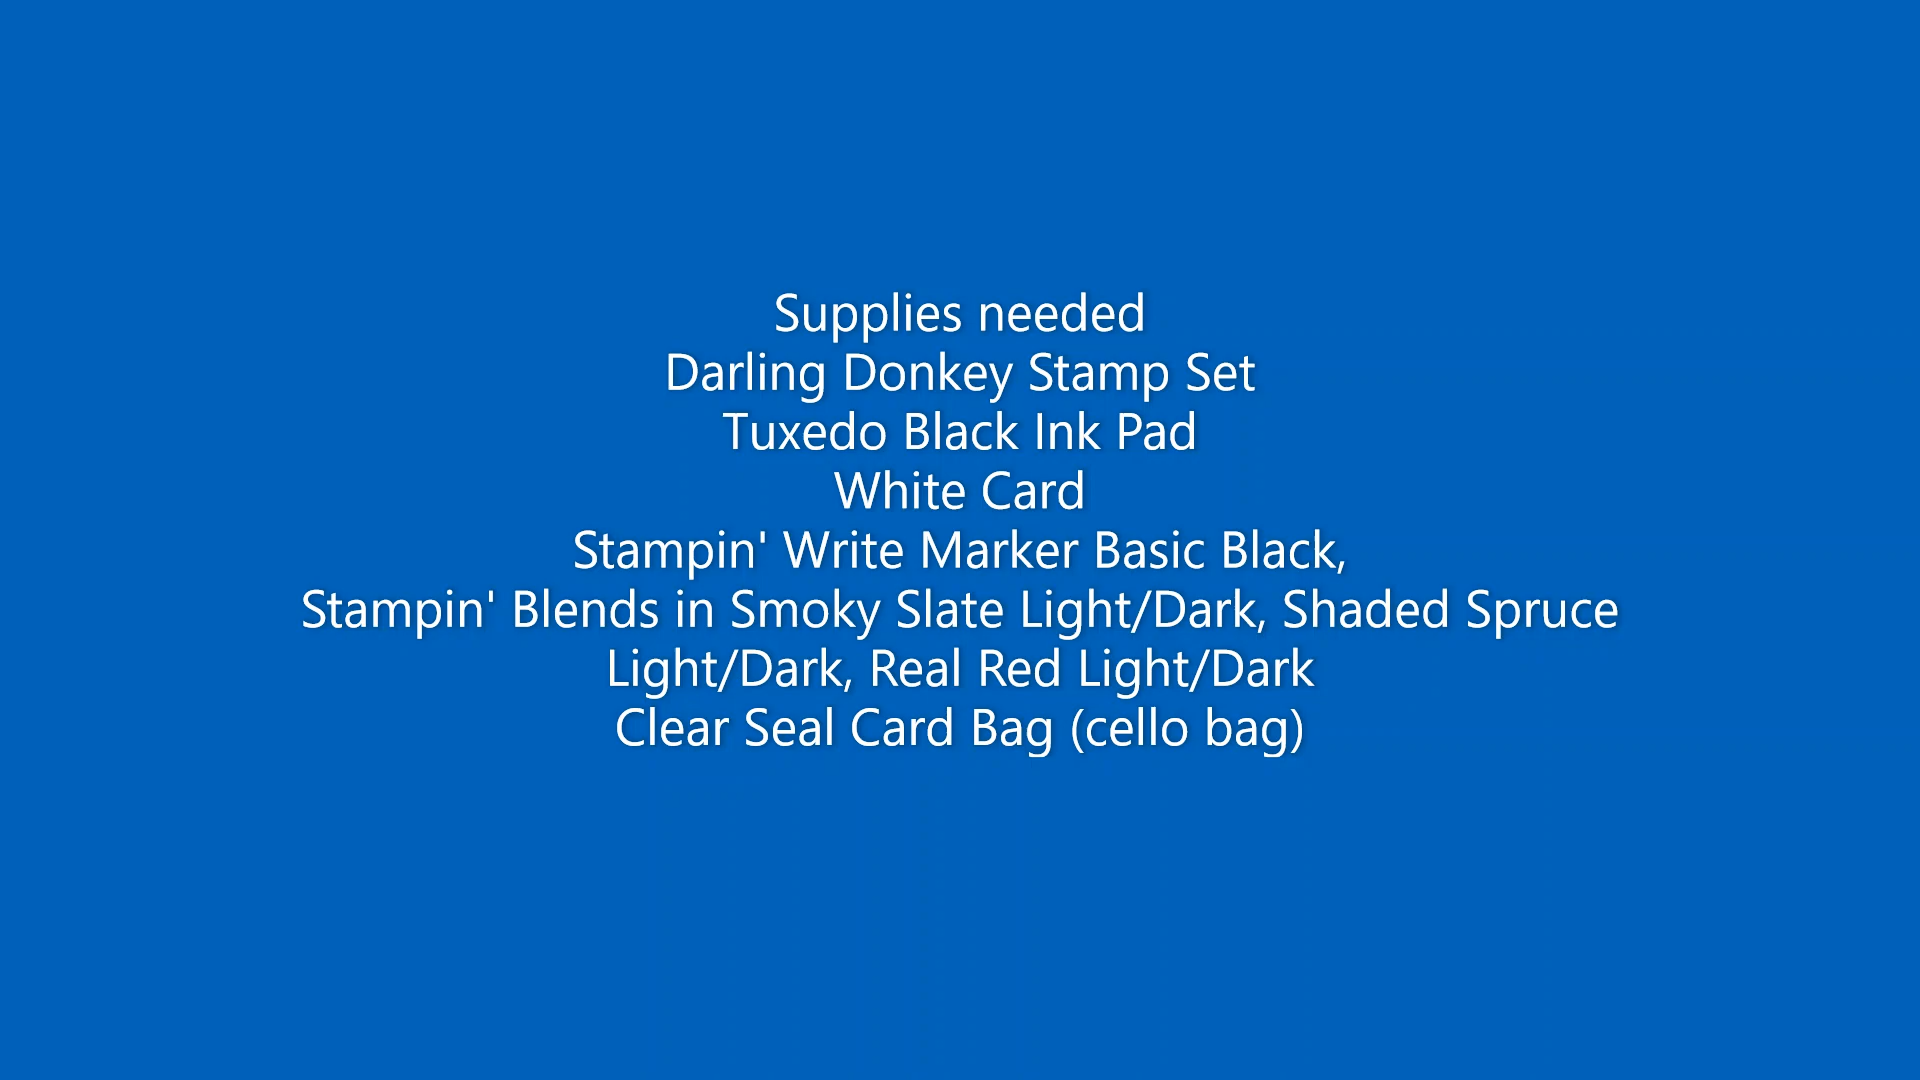 Supplies needed
Darling Donkey Stamp Set
Tuxedo Black Ink Pad
White Card
Stampin' Write Marker Basic Black,
Stampin' Blends in Smoky Slate Light/Dark, Shaded Spruce
Light/Dark, Real Red Light/Dark
Clear Seal Card Bag (cello bag)